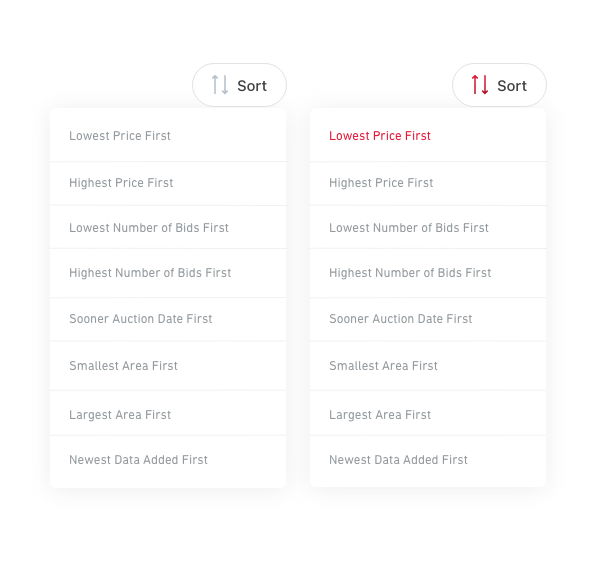 Sort
Lowest Price First
Highest Price First
Lowest Number of Bids First
Highest Number of Bids First
Sooner Auction Date First
Smallest Area First
Largest Area First
Newest Data Added First
Sort
Lowest Price First
Highest Price First
Lowest Number of Bids First
Highest Number of Bids First
Sooner Auction Date First
Smallest Area First
Largest Area First
Newest Data Added First